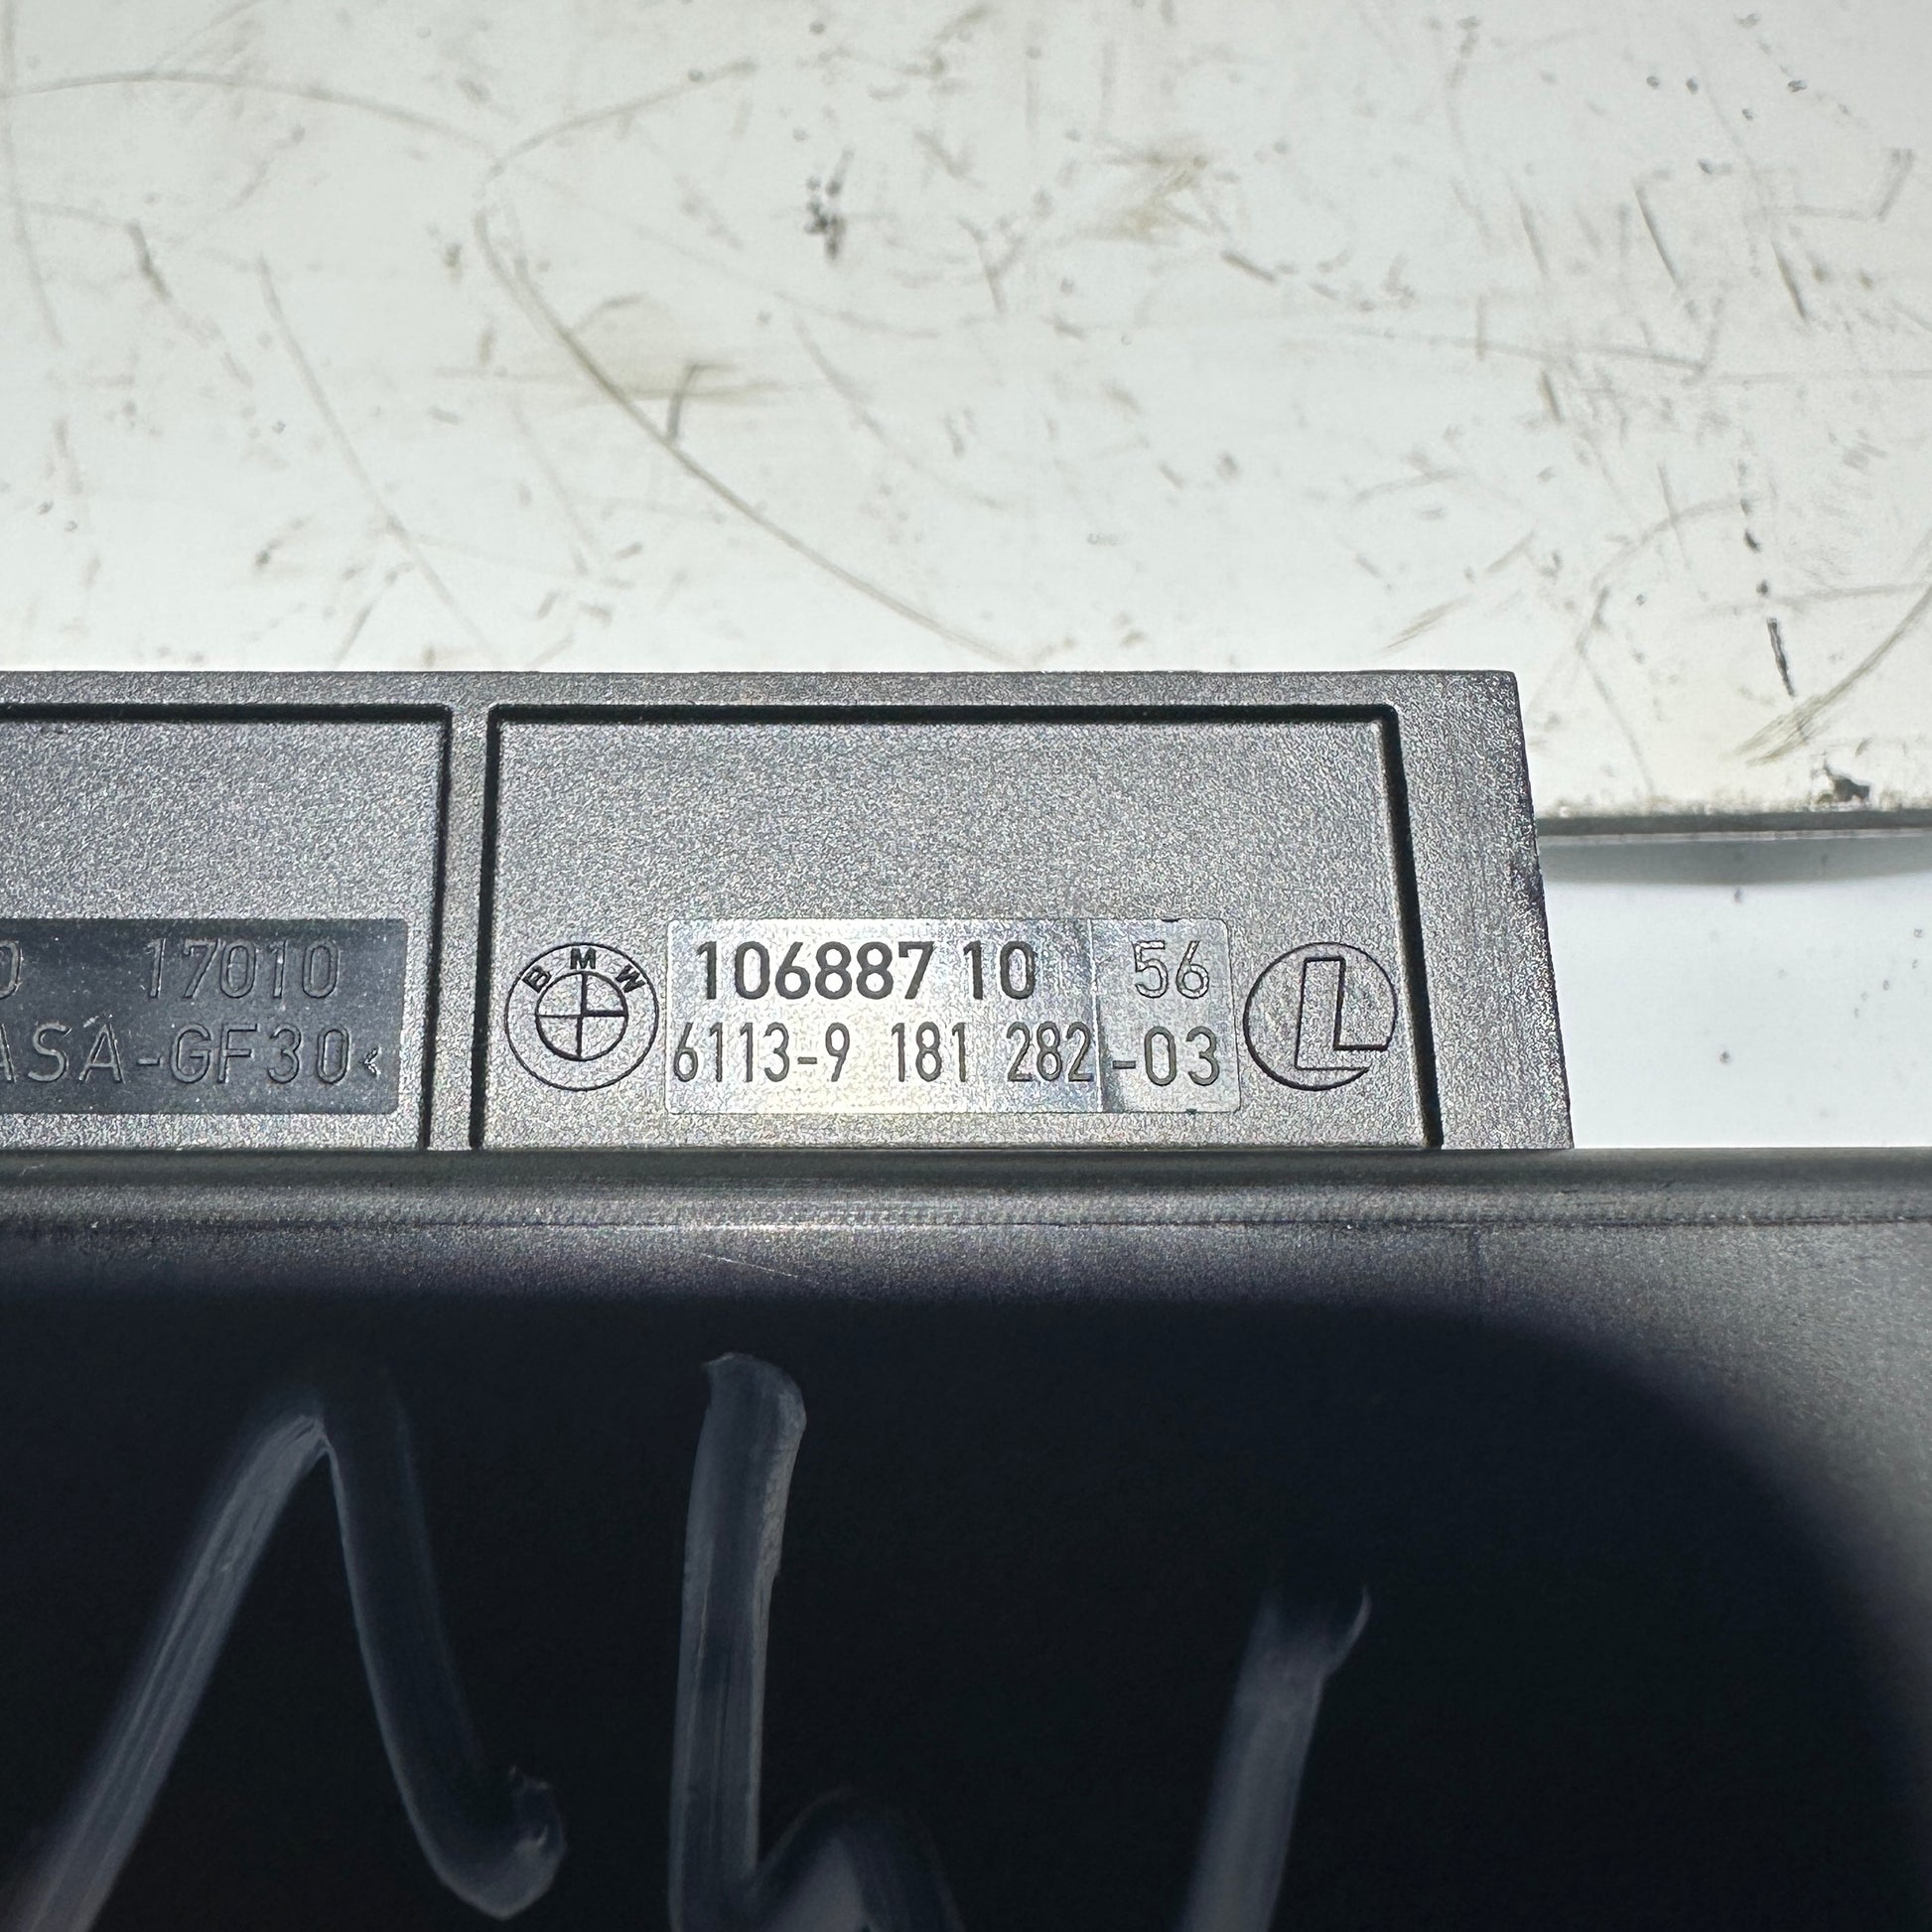 17010
ASA-GF30<
BMW
106887 10 56
6113-9 181 282-03
L